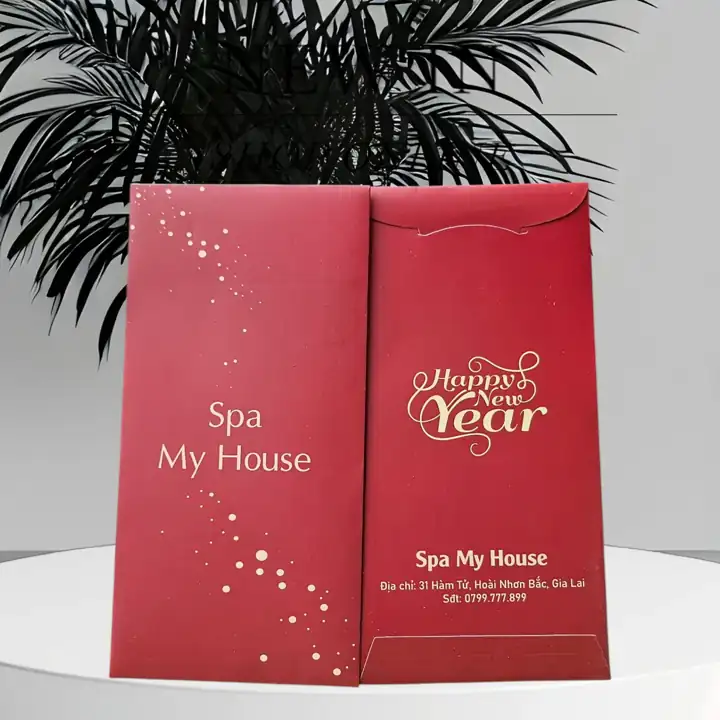 Spa
My House
Happy
New
Year
Spa My House
Địa chỉ: 31 Hàm Tử, Hoài Nhơn Bắc, Gia Lai
Sđt: 0799.777.899